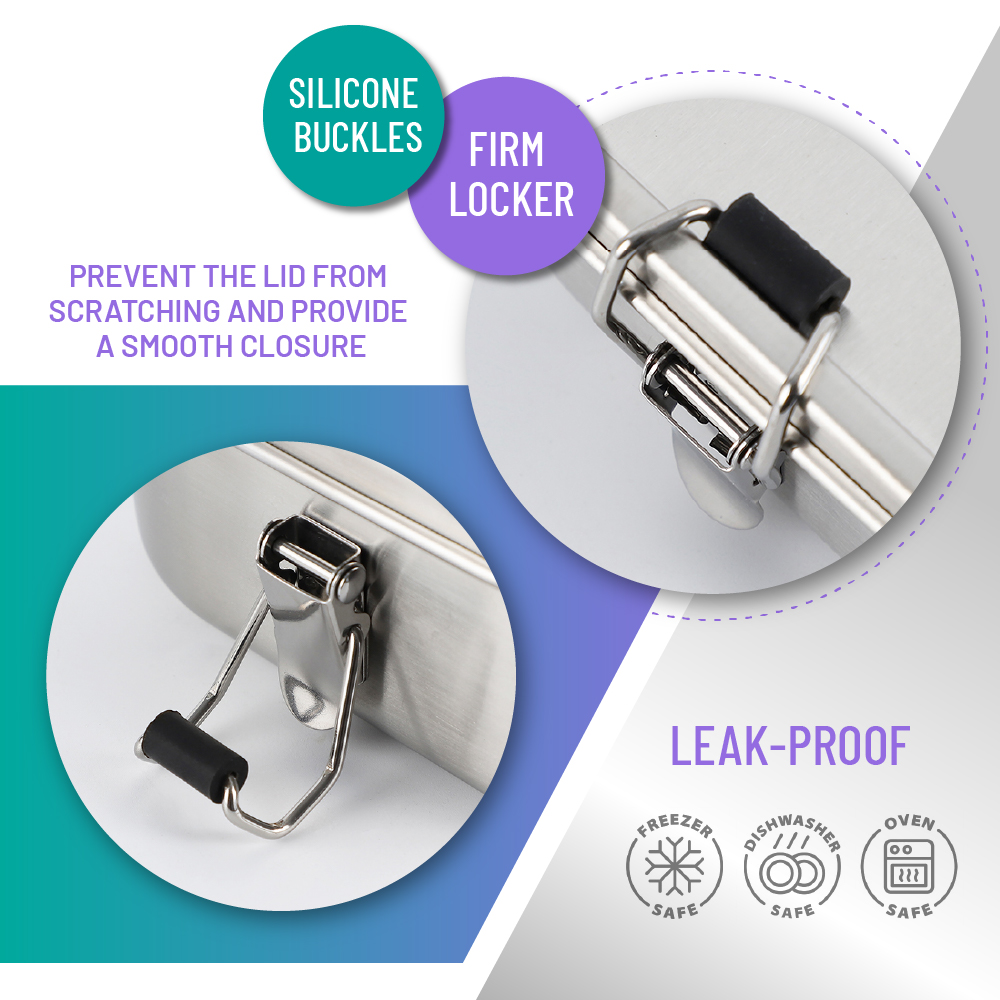 SILICONE
BUCKLES
FIRM
LOCKER
PREVENT THE LID FROM
SCRATCHING AND PROVIDE
A SMOOTH CLOSURE
LEAK-PROOF
FREEZER
SAFE
DISHWASHER
SAFE
OVEN
SAFE